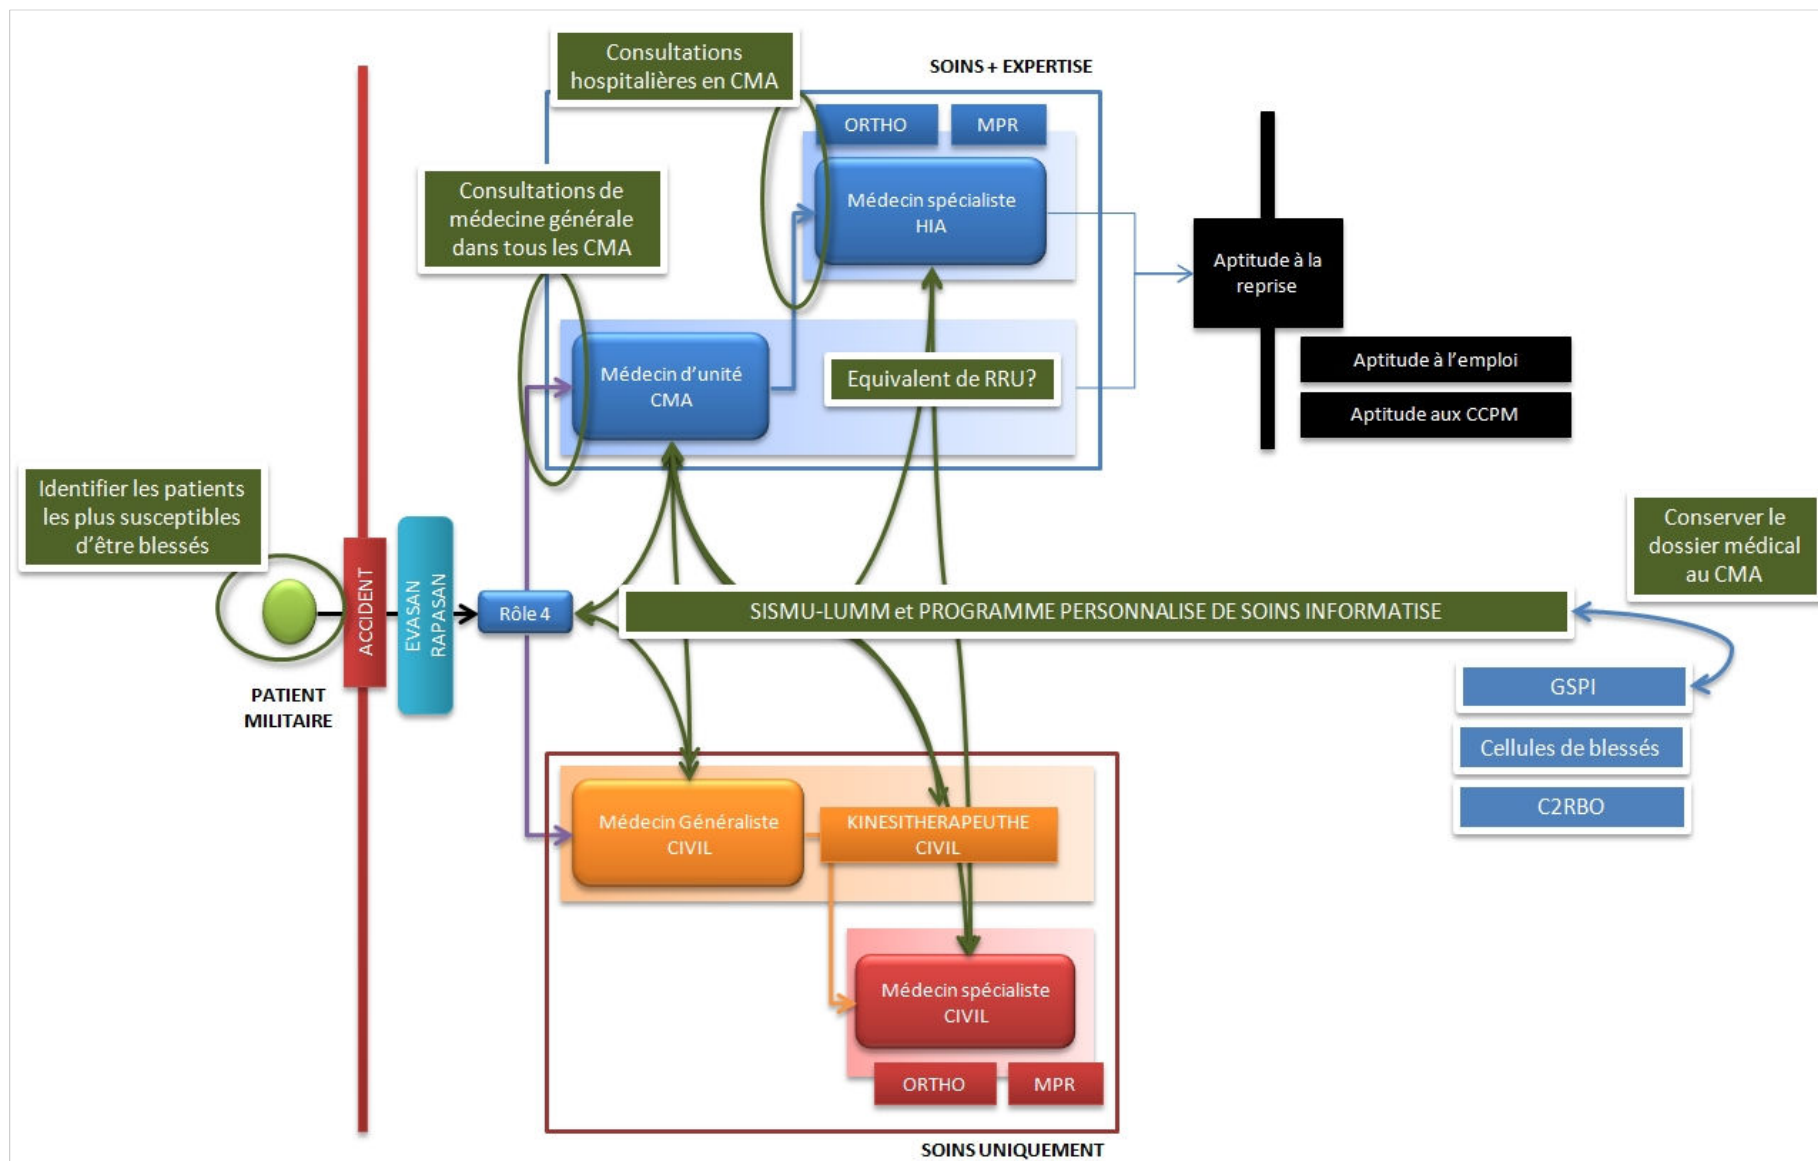 Consultations
hospitalières en CMA
SOINS + EXPERTISE
ORTHO
MPR
Consultations de
médecine générale
dans tous les CMA
Médecin spécialiste
HIA
Aptitude à la
reprise
Médecin d'unité
CMA
Equivalent de RRU?
Aptitude à l'emploi
Aptitude aux CCPM
Identifier les patients
les plus susceptibles
d'être blessés
Conserver le
dossier médical
au CMA
ACCIDENT
EVASAN
RAPASAN
Rôle 4
SISMU-LUMM et PROGRAMME PERSONNALISE DE SOINS INFORMATISE
PATIENT
MILITAIRE
GSPI
Cellules de blessés
C2RBO
Médecin Généraliste
CIVIL
KINESITHERAPEUTHE
CIVIL
Médecin spécialiste
CIVIL
ORTHO
MPR
SOINS UNIQUEMENT